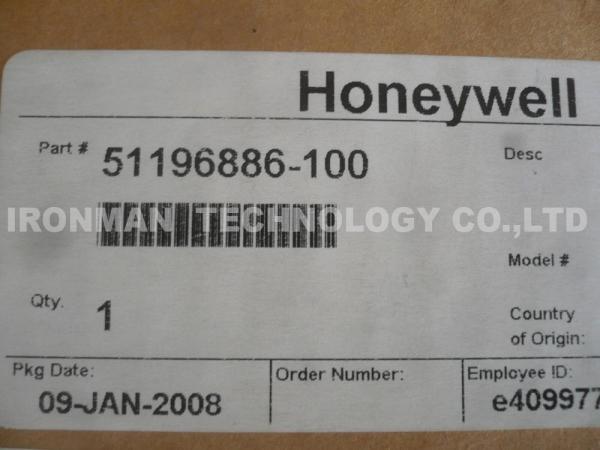 Honeywell
Part # 51196886-100
Desc
IRONMAN TECHNOLOGY CO.,LTD
Model #
Qty. 1
Country
of Origin:
Pkg Date:
Order Number:
Employee ID:
09-JAN-2008
e409977